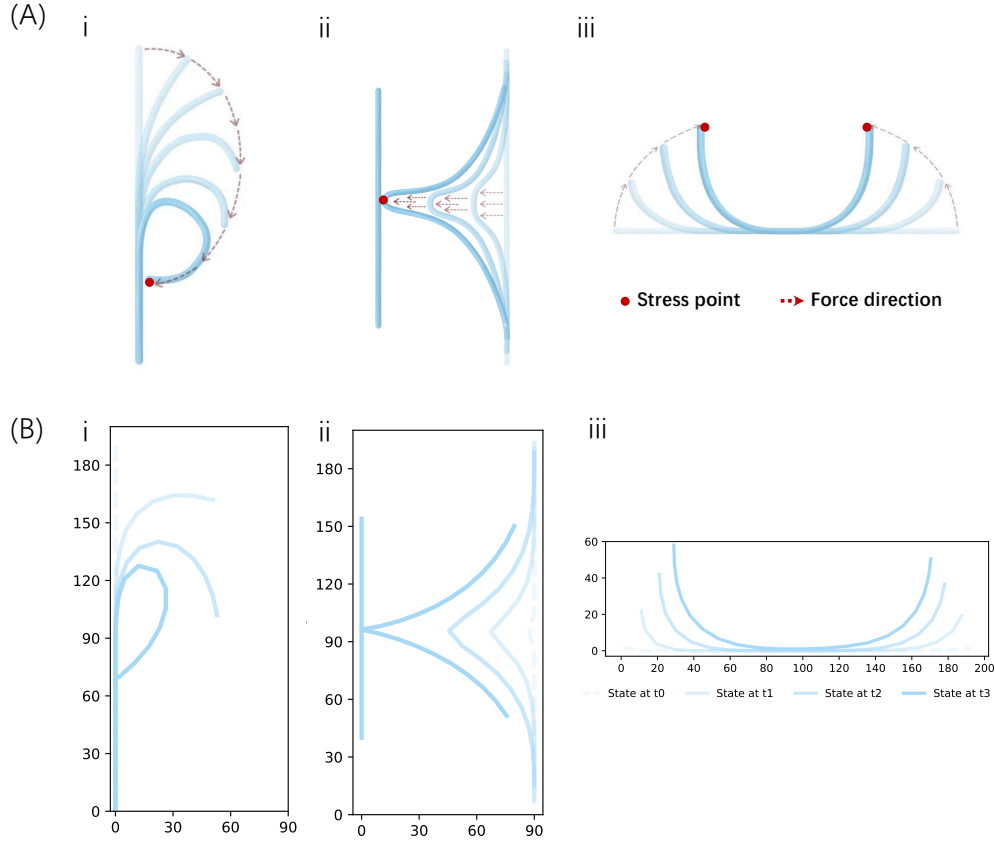 (A)
i
ii
iii
Stress point
Force direction
(B)
i
ii
iii
180
150
120
90
60
30
0
0 30 60 90
180
150
120
90
60
30
0
0 30 60 90
60
40
20
0
0 20 40 60 80 100 120 140 160 180 200
State at t0 State at t1 State at t2 State at t3